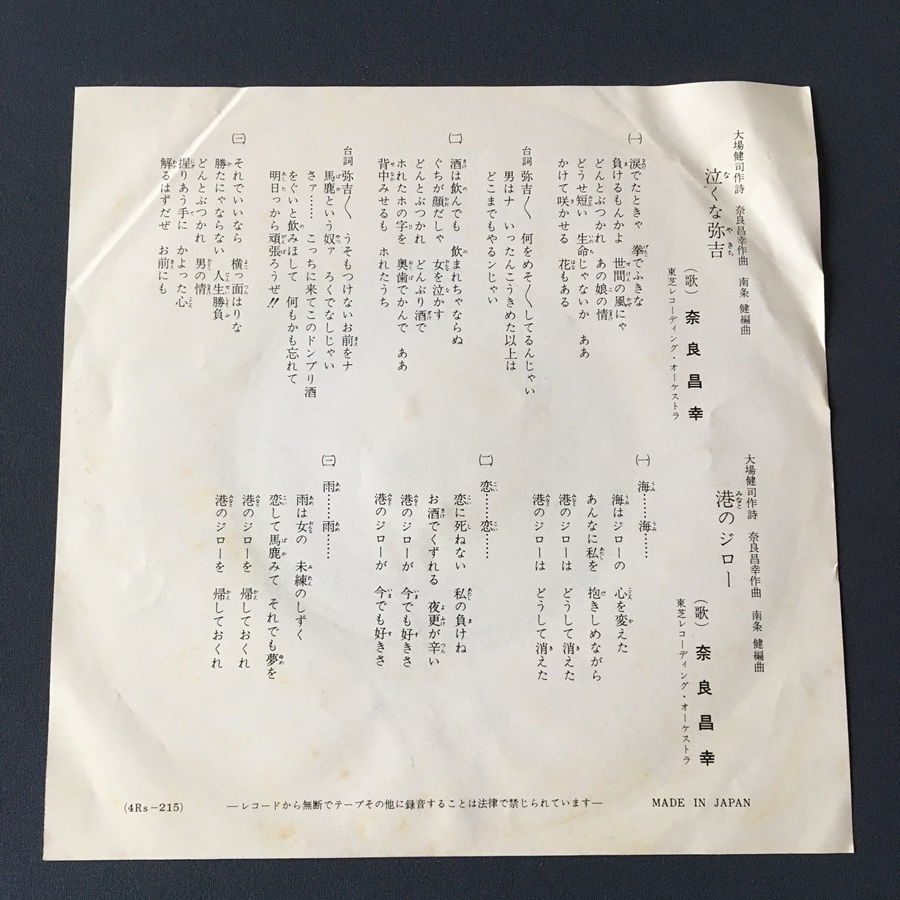 大場健司作詩 奈良昌幸作曲 南条 健編曲
泣くな弥吉
(歌) 奈良昌幸
東芝レコーディング・オーケストラ
(一)
涙でたときゃ 拳でふきな
負けるもんかよ 世間の風にゃ
どんとぶつかれ あの娘の情
どうせ短い 生命じゃないか ああ
かけて咲かせる 花もある
台詞 弥吉〱 何をめそ〱してるんじゃい
男はナ いったんこうきめた以上は
どこまでもやるンじゃい
(二)
酒は飲んでも 飲まれちゃならぬ
ぐちが顔だしゃ 女を泣かす
どんとぶつかれ どんぶり酒で
ホれたホの字を 奥歯でかんで ああ
背中みせるも ホれたうち
台詞 弥吉〱 うそもつけないお前をナ
馬鹿という奴ァ ろくでなしじゃい
さァ…… こっちに来てこのドンブリ酒
をぐいと飲みほして 何もかも忘れて
明日っから頑張ろうぜ!!
(三)
それでいいなら 横つ面はりな
勝たにゃならない 人生勝負
どんとぶつかれ 男の情
握りあう手に かよった心
解るはずだぜ お前にも
大場健司作詩 奈良昌幸作曲 南条 健編曲
港のジロー
(歌) 奈良昌幸
東芝レコーディング・オーケストラ
(一)
海……海……
海はジローの 心を変えた
あんなに私を 抱きしめながら
港のジローは どうして消えた
港のジローは どうして消えた
(二)
恋……恋……
恋に死ねない 私の負けね
お酒でくずれる 夜更が辛い
港のジローが 今でも好きさ
港のジローが 今でも好きさ
(三)
雨……雨……
雨は女の 未練のしずく
恋して馬鹿みて それでも夢を
港のジローを 帰しておくれ
港のジローを 帰しておくれ
(4Rs-215)
—レコードから無断でテープその他に録音することは法律で禁じられています—
MADE IN JAPAN